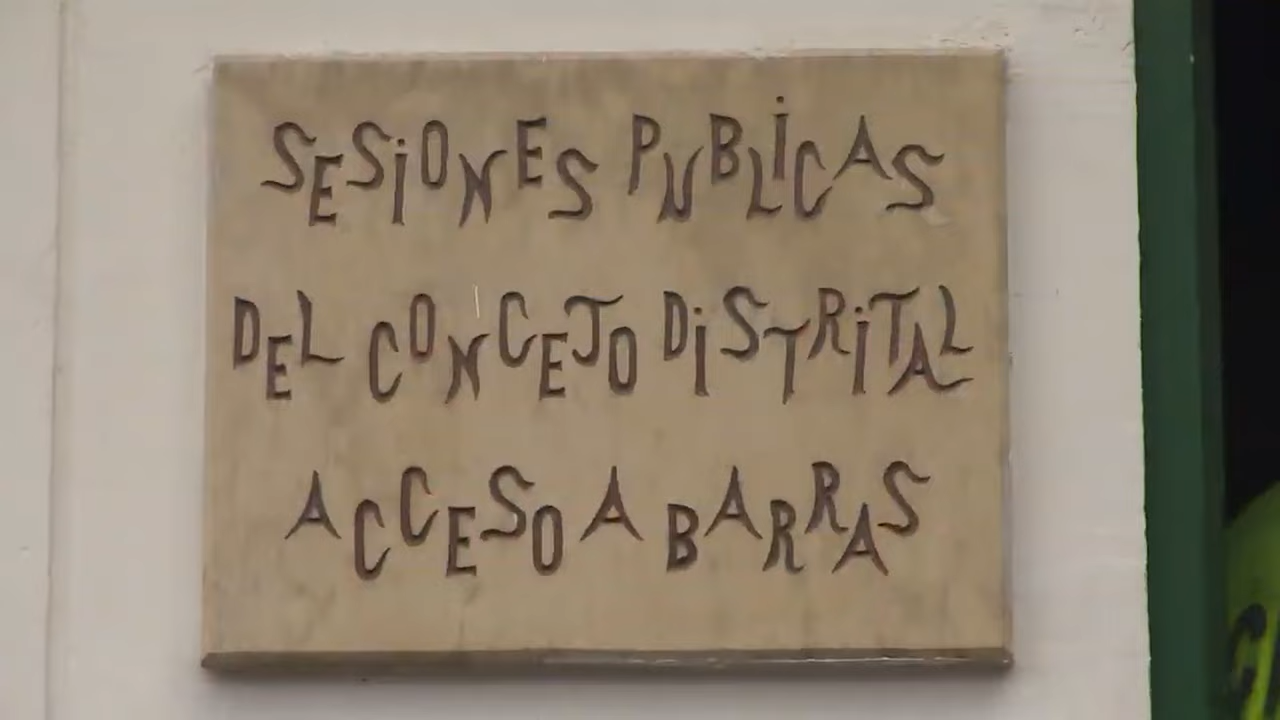 SESiONES PUBLiCAS
DEL CONCEJO DiSTRiTAL
ACCESO A BARRAS